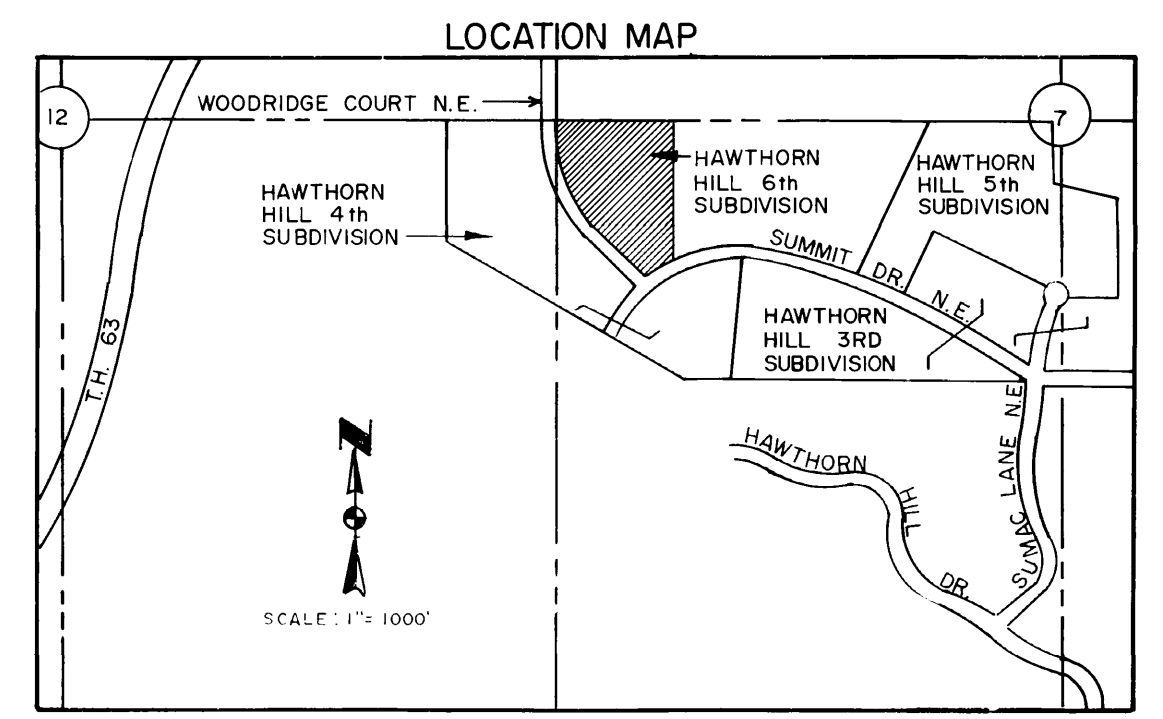 LOCATION MAP
WOODRIDGE COURT N.E.
12
7
HAWTHORN
HILL 6th
SUBDIVISION
HAWTHORN
HILL 5th
SUBDIVISION
HAWTHORN
HILL 4th
SUBDIVISION
SUMMIT DR. N.E.
HAWTHORN
HILL 3RD
SUBDIVISION
T.H. 63
N
SUMAC LANE N.E.
HAWTHORN HILL DR.
SCALE: 1"= 1000'